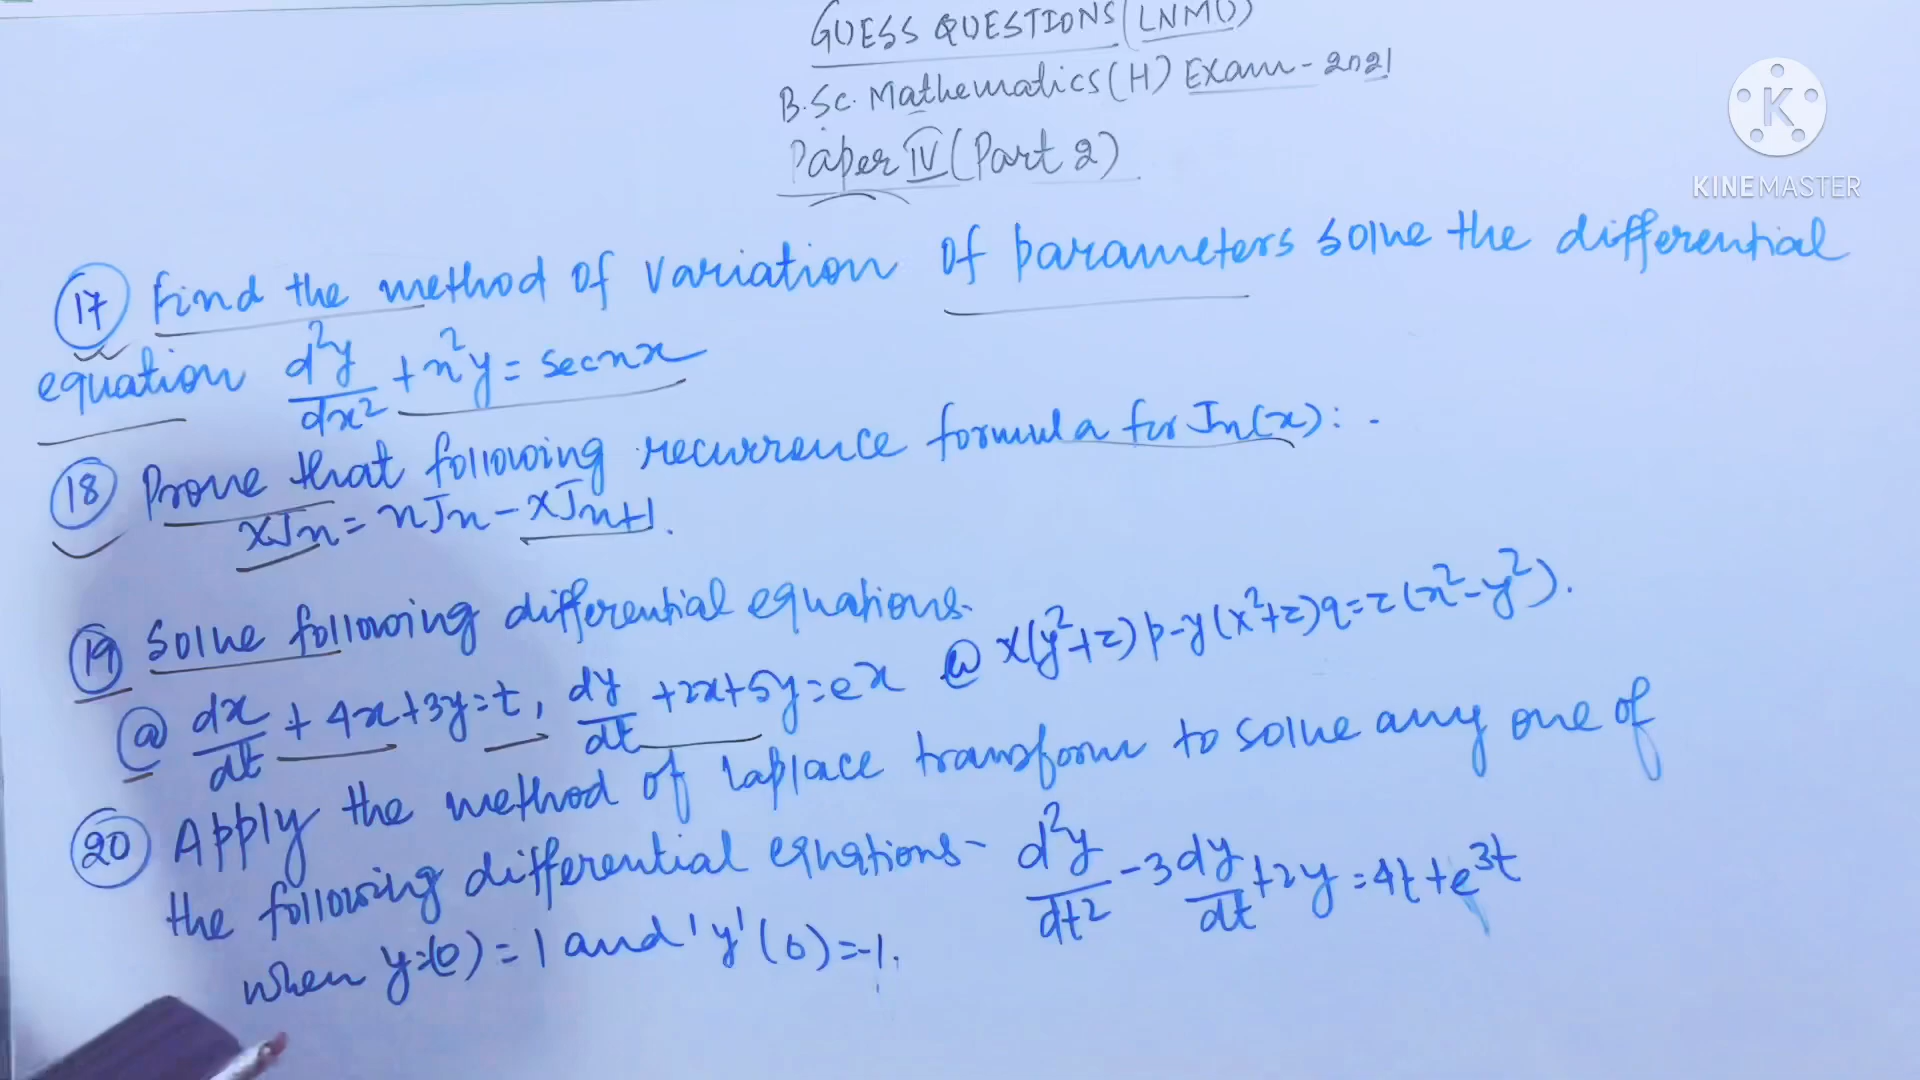 GUESS QUESTIONS (LNMU)
B.Sc. Mathematics (H) Exam - 2021
Paper IV (Part 2)
KINEMASTER
17 Find the method of variation of parameters solve the differential
equation d²y/dx² + n²y = sec nx
18 Prove that following recurrence formula for Jn(x): -
xJn = nJn - xJn+1.
19 Solve following differential equations.
@ dx/dt + 4x + 3y = t, dy/dt + 2x + 5y = ex @ x(y²+z)p - y(x²+z)q = z(x²-y²).
20 Apply the method of laplace transform to solve any one of
the following differential equations - d²y/dt² - 3dy/dt + 2y = 4t + e³ᵗ
when y=(0) = 1 and 'y'(0) = -1.